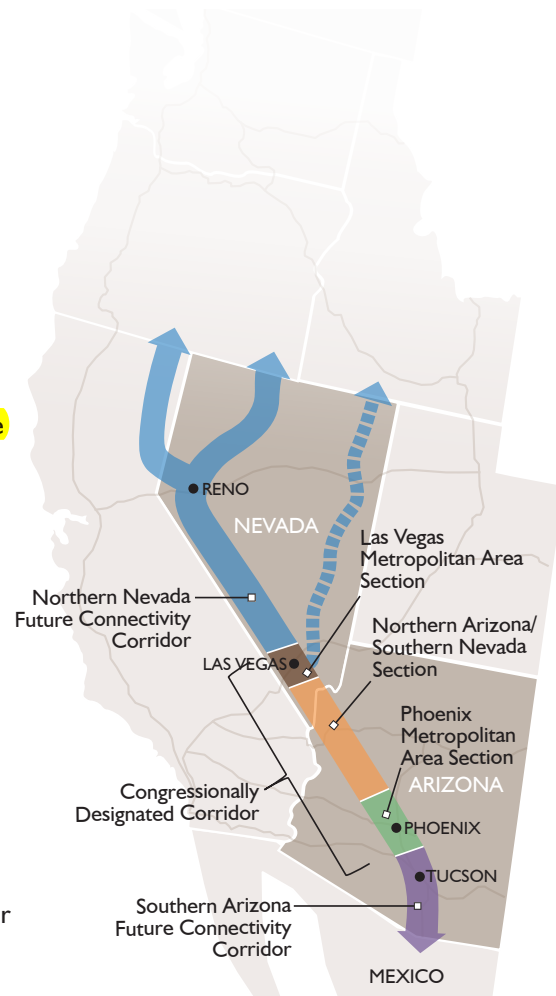 e
RENO
NEVADA
Las Vegas
Metropolitan Area
Section
Northern Nevada
Future Connectivity
Corridor
Northern Arizona/
Southern Nevada
Section
LAS VEGAS
Phoenix
Metropolitan
Area Section
ARIZONA
Congressionally
Designated Corridor
PHOENIX
TUCSON
Southern Arizona
Future Connectivity
Corridor
r
MEXICO